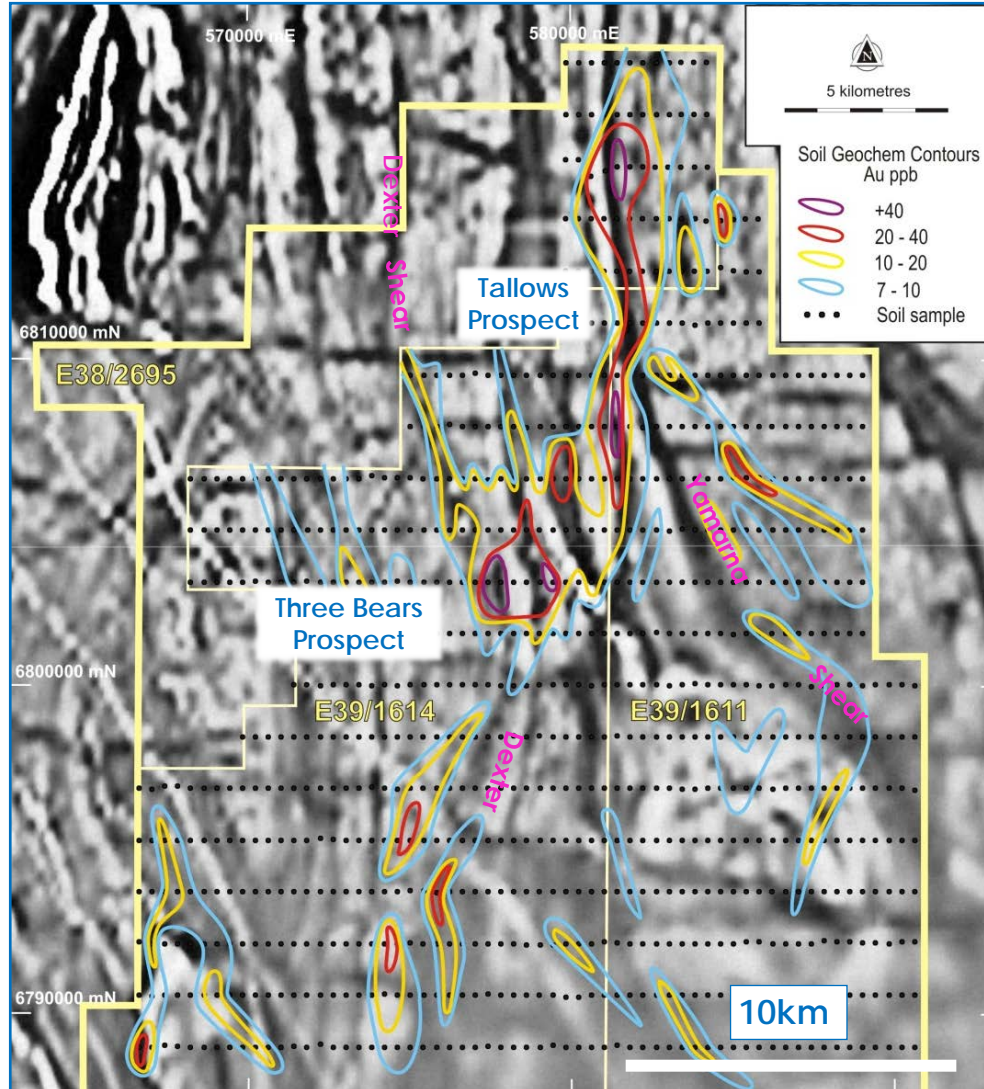 570000 mE
580000 mE
N
5 kilometres
Soil Geochem Contours
Au ppb
+40
20 - 40
10 - 20
7 - 10
Soil sample
Dexter Shear
Tallows
Prospect
6810000 mN
E38/2695
Yamarna
Shear
Three Bears
Prospect
6800000 mN
E39/1614
E39/1611
Dexter
6790000 mN
10km